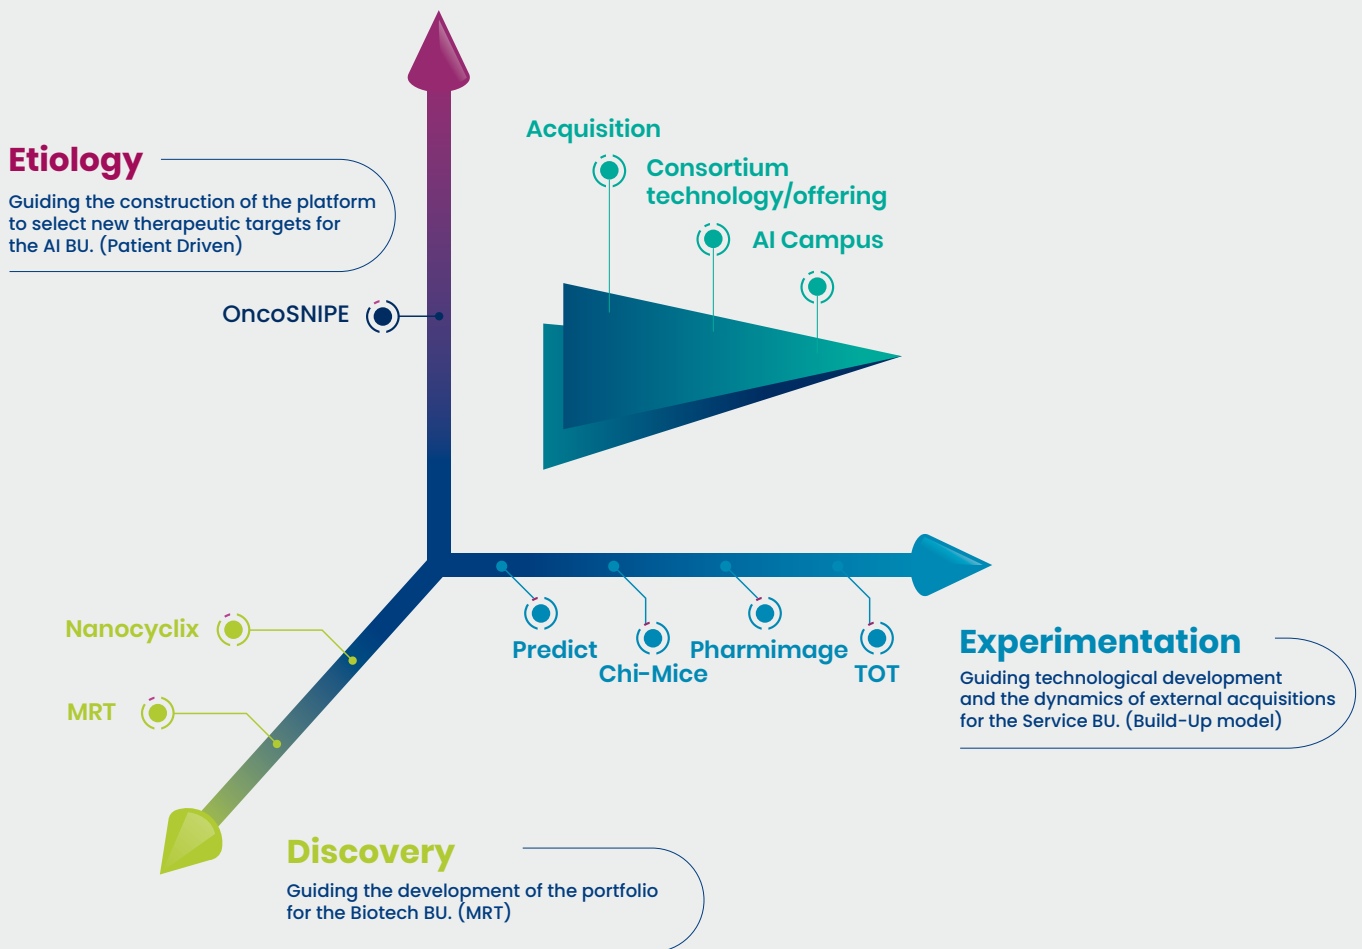 Acquisition
Consortium
technology/offering
AI Campus
Etiology
Guiding the construction of the platform
to select new therapeutic targets for
the AI BU. (Patient Driven)
OncoSNIPE
Nanocyclix
MRT
Predict
Chi-Mice
Pharmimage
TOT
Experimentation
Guiding technological development
and the dynamics of external acquisitions
for the Service BU. (Build-Up model)
Discovery
Guiding the development of the portfolio
for the Biotech BU. (MRT)